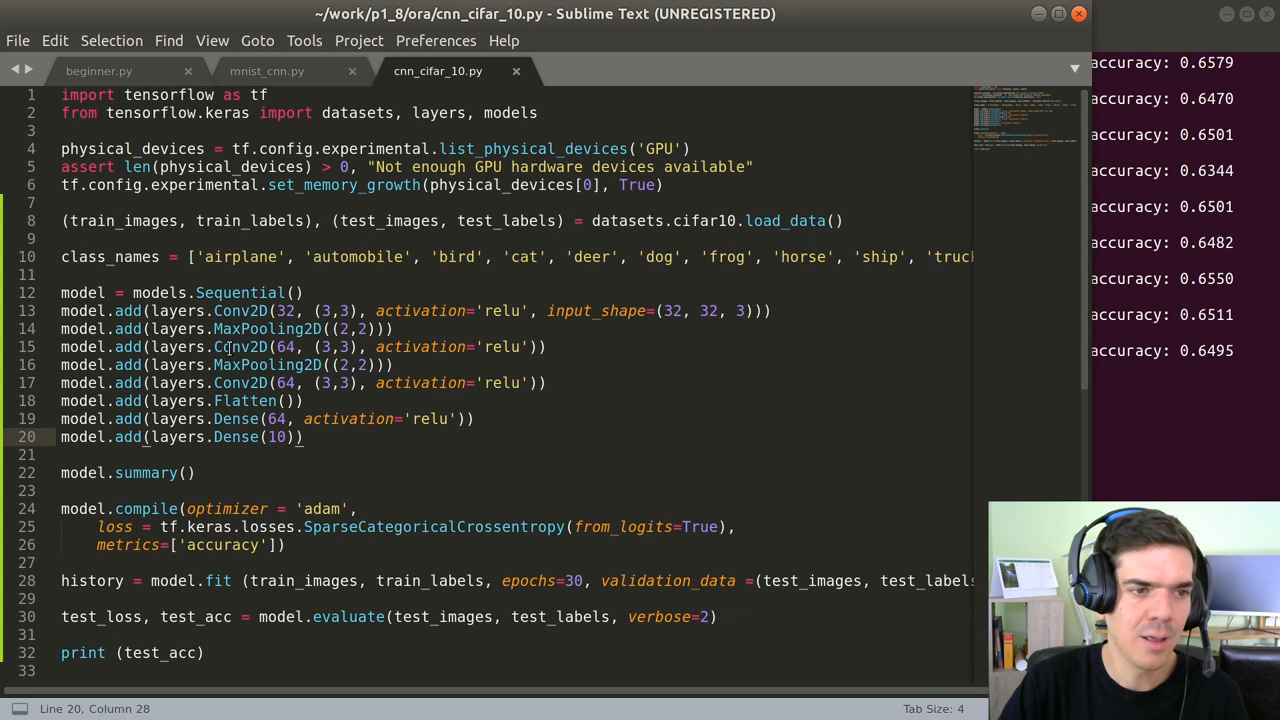 ~/work/p1_8/ora/cnn_cifar_10.py - Sublime Text (UNREGISTERED)
File Edit Selection Find View Goto Tools Project Preferences Help
beginner.py mnist_cnn.py cnn_cifar_10.py
1 import tensorflow as tf
2 from tensorflow.keras import datasets, layers, models
3
4 physical_devices = tf.config.experimental.list_physical_devices('GPU')
5 assert len(physical_devices) > 0, "Not enough GPU hardware devices available"
6 tf.config.experimental.set_memory_growth(physical_devices[0], True)
7
8 (train_images, train_labels), (test_images, test_labels) = datasets.cifar10.load_data()
9
10 class_names = ['airplane', 'automobile', 'bird', 'cat', 'deer', 'dog', 'frog', 'horse', 'ship', 'truck
11
12 model = models.Sequential()
13 model.add(layers.Conv2D(32, (3,3), activation='relu', input_shape=(32, 32, 3)))
14 model.add(layers.MaxPooling2D((2,2)))
15 model.add(layers.Conv2D(64, (3,3), activation='relu'))
16 model.add(layers.MaxPooling2D((2,2)))
17 model.add(layers.Conv2D(64, (3,3), activation='relu'))
18 model.add(layers.Flatten())
19 model.add(layers.Dense(64, activation='relu'))
20 model.add(layers.Dense(10))
21
22 model.summary()
23
24 model.compile(optimizer = 'adam',
25 loss = tf.keras.losses.SparseCategoricalCrossentropy(from_logits=True),
26 metrics=['accuracy'])
27
28 history = model.fit (train_images, train_labels, epochs=30, validation_data =(test_images, test_labels
29
30 test_loss, test_acc = model.evaluate(test_images, test_labels, verbose=2)
31
32 print (test_acc)
33
Line 20, Column 28 Tab Size: 4
accuracy: 0.6579
accuracy: 0.6470
accuracy: 0.6501
accuracy: 0.6344
accuracy: 0.6501
accuracy: 0.6482
accuracy: 0.6550
accuracy: 0.6511
accuracy: 0.6495